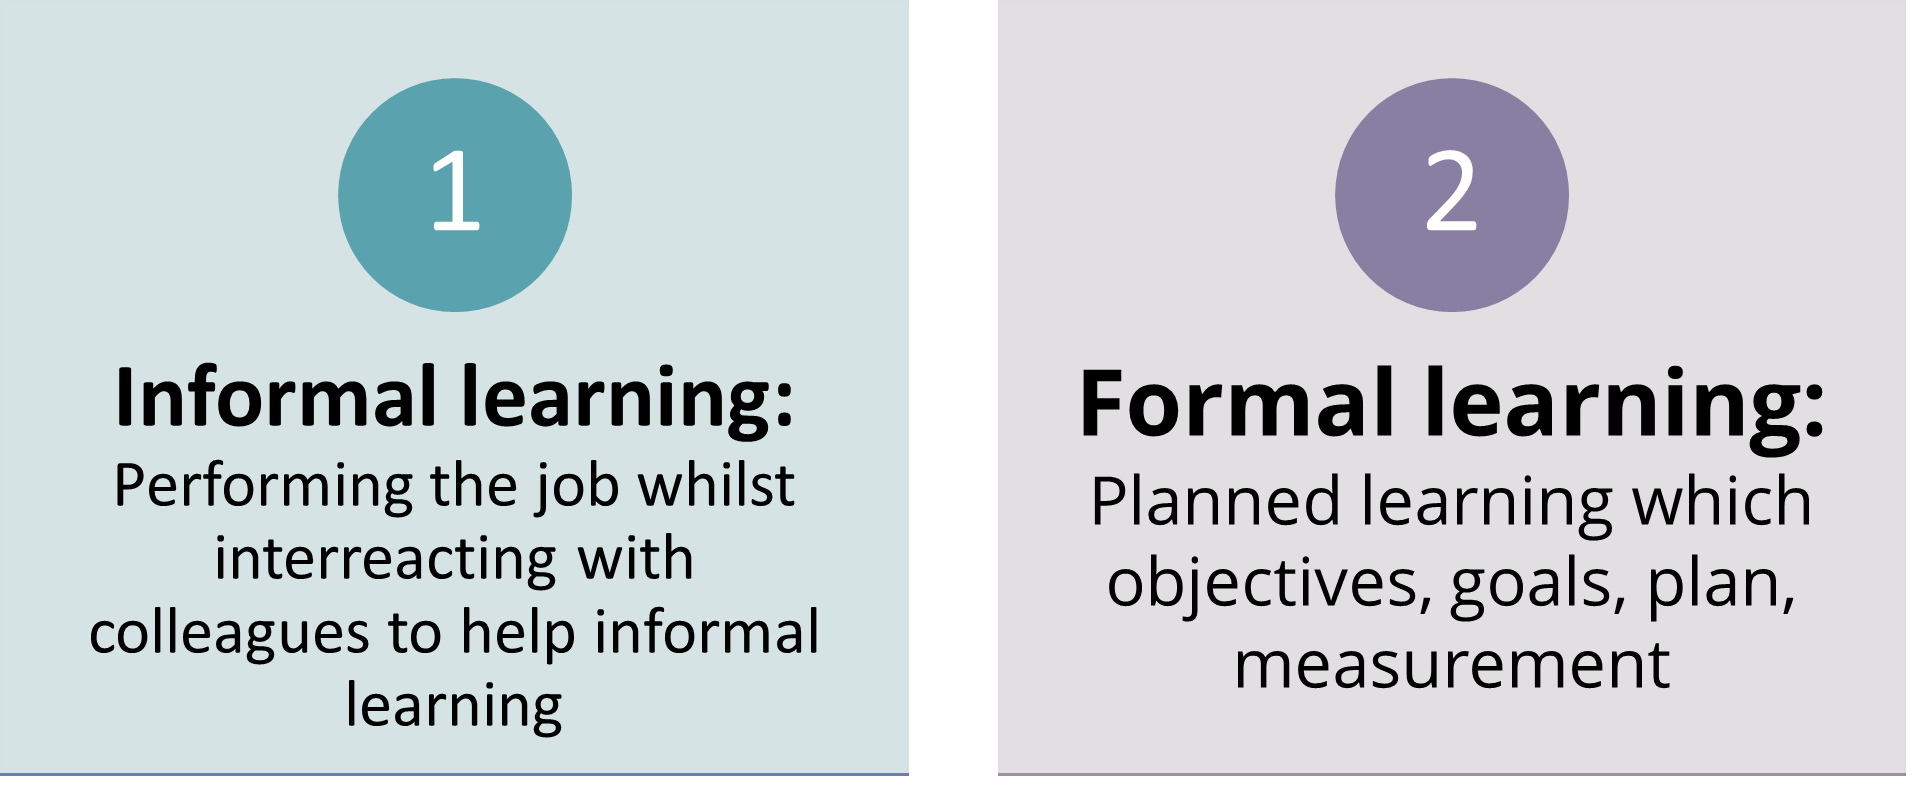 1
Informal learning:
Performing the job whilst
interreacting with
colleagues to help informal
learning
2
Formal learning:
Planned learning which
objectives, goals, plan,
measurement